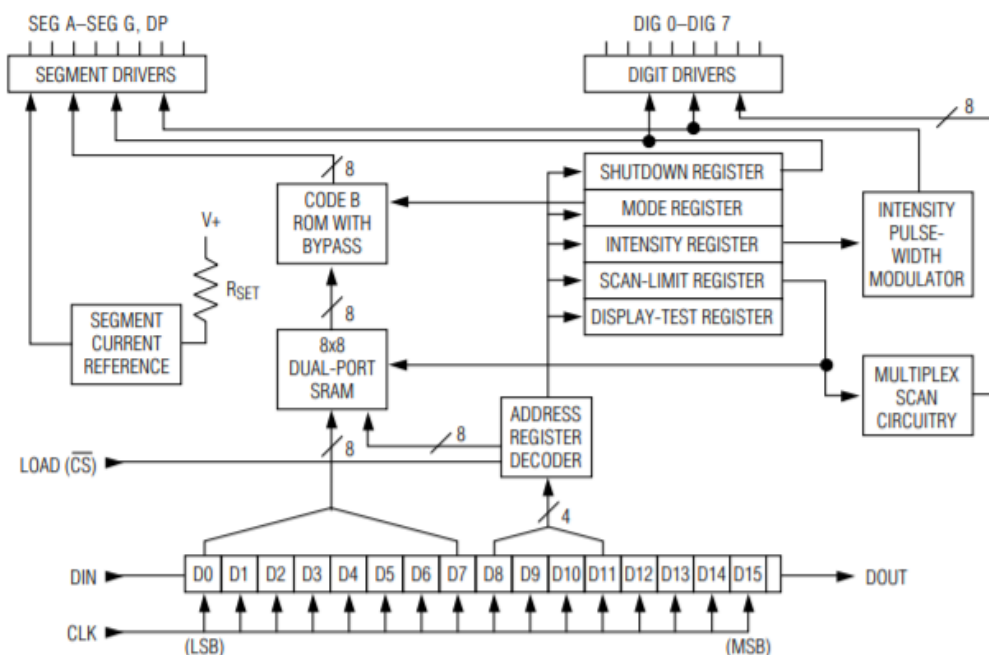 SEG A–SEG G, DP
DIG 0–DIG 7
SEGMENT DRIVERS
DIGIT DRIVERS
8
8
CODE B
ROM WITH
BYPASS
SHUTDOWN REGISTER
MODE REGISTER
INTENSITY REGISTER
SCAN-LIMIT REGISTER
DISPLAY-TEST REGISTER
INTENSITY
PULSE-
WIDTH
MODULATOR
V+
RSET
SEGMENT
CURRENT
REFERENCE
8
8x8
DUAL-PORT
SRAM
MULTIPLEX
SCAN
CIRCUITRY
ADDRESS
REGISTER
DECODER
8
8
LOAD (C̅S̅)
4
DIN
D0 D1 D2 D3 D4 D5 D6 D7 D8 D9 D10 D11 D12 D13 D14 D15
DOUT
CLK
(LSB)
(MSB)